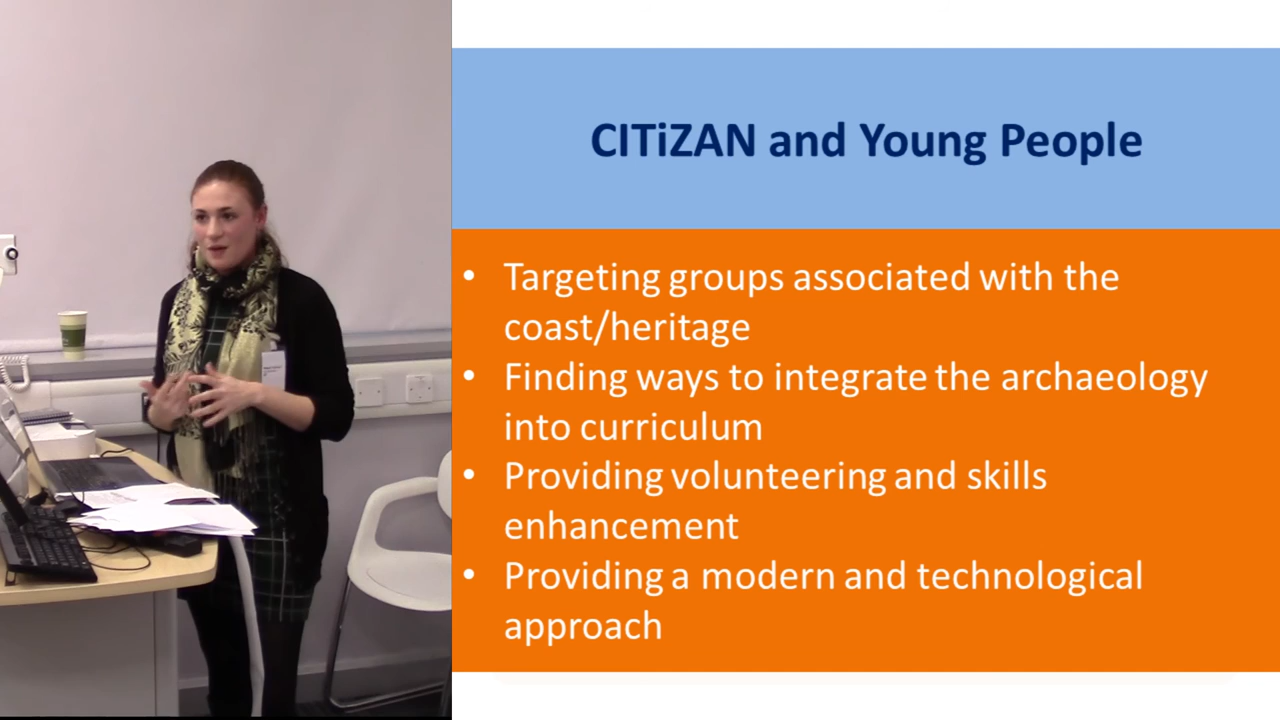 CITiZAN and Young People
• Targeting groups associated with the
coast/heritage
• Finding ways to integrate the archaeology
into curriculum
• Providing volunteering and skills
enhancement
• Providing a modern and technological
approach